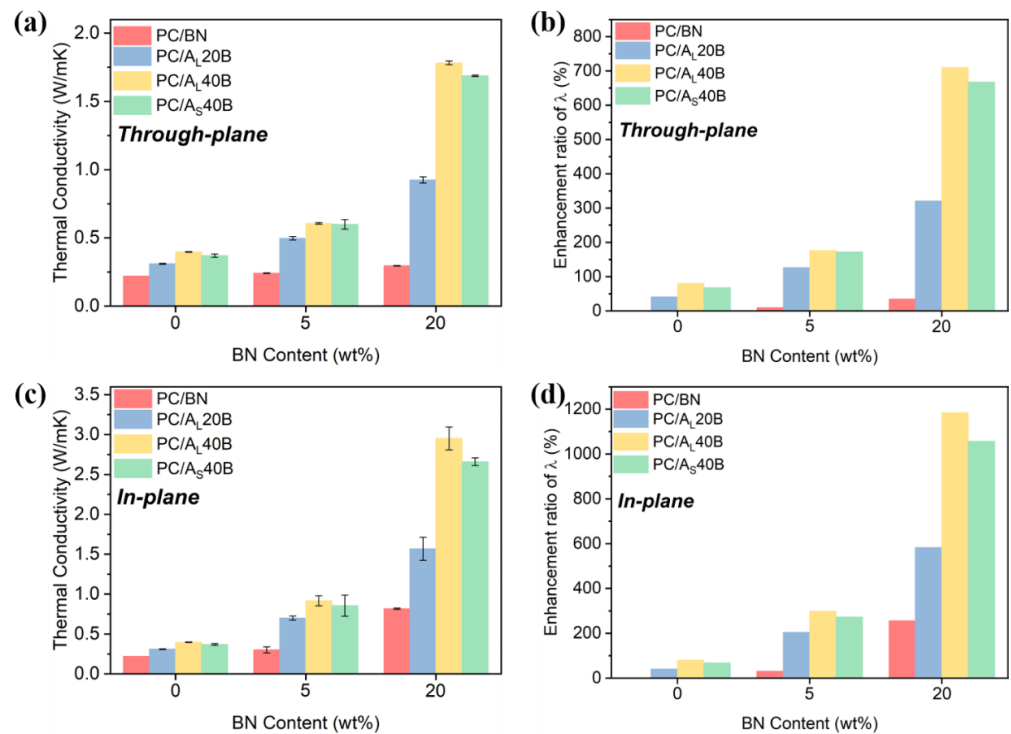 (a)
Thermal Conductivity (W/mK)
2.0
1.5
1.0
0.5
0.0
PC/BN
PC/AL20B
PC/AL40B
PC/AS40B
Through-plane
0 5 20
BN Content (wt%)
(b)
Enhancement ratio of λ (%)
800
700
600
500
400
300
200
100
0
PC/BN
PC/AL20B
PC/AL40B
PC/AS40B
Through-plane
0 5 20
BN Content (wt%)
(c)
Thermal Conductivity (W/mK)
3.5
3.0
2.5
2.0
1.5
1.0
0.5
0.0
PC/BN
PC/AL20B
PC/AL40B
PC/AS40B
In-plane
0 5 20
BN Content (wt%)
(d)
Enhancement ratio of λ (%)
1200
1000
800
600
400
200
0
PC/BN
PC/AL20B
PC/AL40B
PC/AS40B
In-plane
0 5 20
BN Content (wt%)